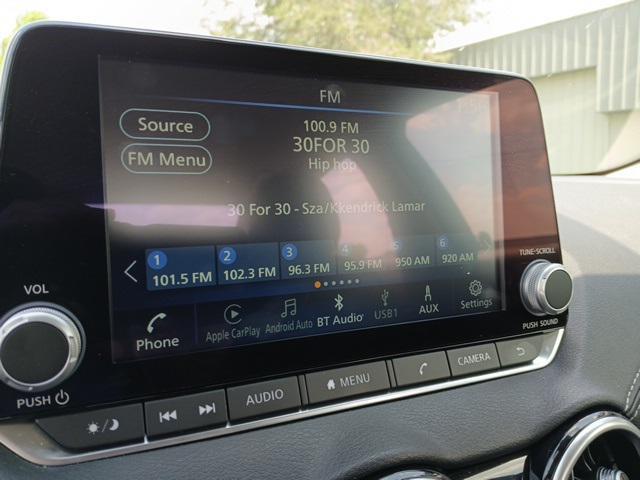 FM
Source
100.9 FM
30FOR 30
FM Menu
Hip hop
30 For 30 - Sza/Kkendrick Lamar
1 2 3 4 5 6
101.5 FM 102.3 FM 96.3 FM 95.9 FM 950 AM 920 AM
Phone Apple CarPlay Android Auto BT Audio USB1 AUX Settings
VOL
PUSH
TUNE·SCROLL
PUSH SOUND
AUDIO MENU CAMERA